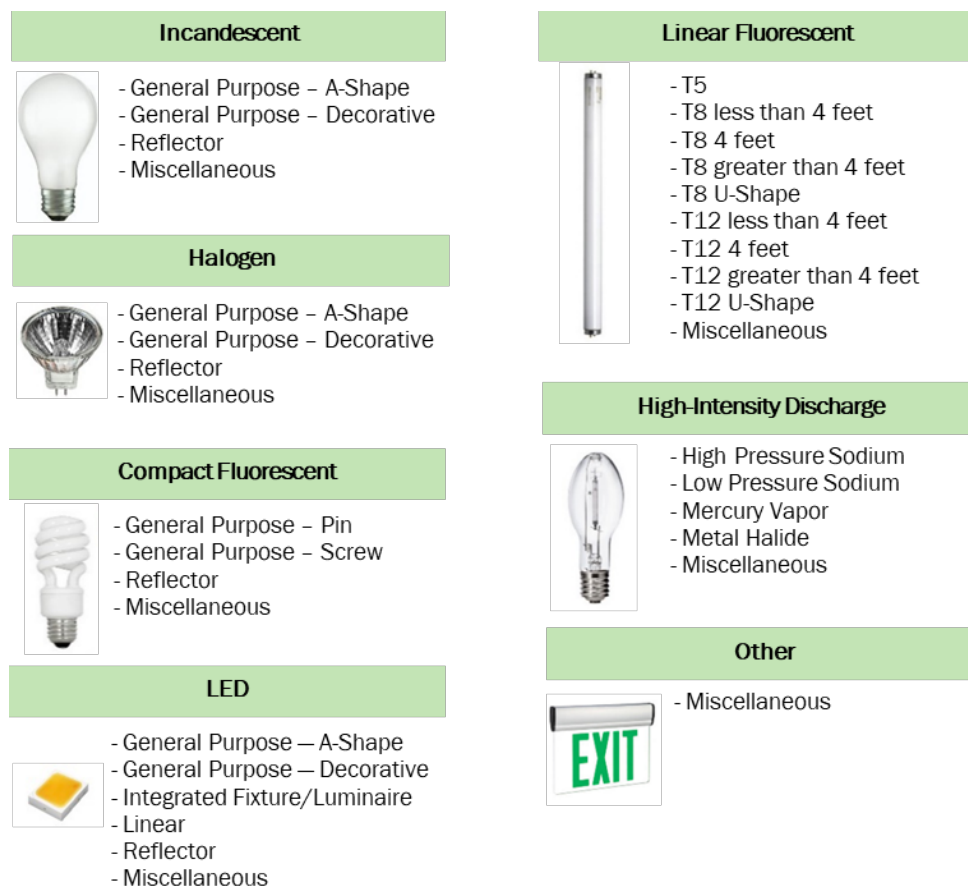 Incandescent
- General Purpose – A-Shape
- General Purpose – Decorative
- Reflector
- Miscellaneous
Halogen
- General Purpose – A-Shape
- General Purpose – Decorative
- Reflector
- Miscellaneous
Compact Fluorescent
- General Purpose – Pin
- General Purpose – Screw
- Reflector
- Miscellaneous
LED
- General Purpose — A-Shape
- General Purpose — Decorative
- Integrated Fixture/Luminaire
- Linear
- Reflector
- Miscellaneous
Linear Fluorescent
- T5
- T8 less than 4 feet
- T8 4 feet
- T8 greater than 4 feet
- T8 U-Shape
- T12 less than 4 feet
- T12 4 feet
- T12 greater than 4 feet
- T12 U-Shape
- Miscellaneous
High-Intensity Discharge
- High Pressure Sodium
- Low Pressure Sodium
- Mercury Vapor
- Metal Halide
- Miscellaneous
Other
- Miscellaneous
EXIT